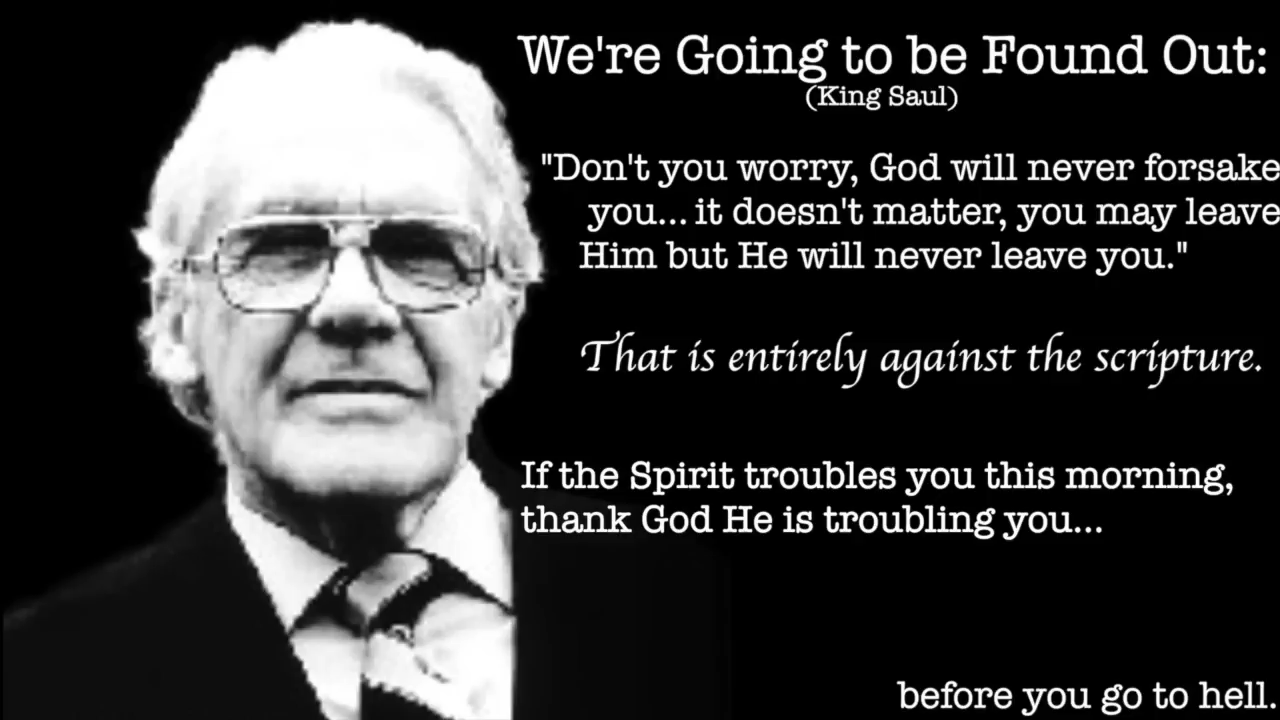 We're Going to be Found Out:
(King Saul)
"Don't you worry, God will never forsake
you... it doesn't matter, you may leave
Him but He will never leave you."
That is entirely against the scripture.
If the Spirit troubles you this morning,
thank God He is troubling you...
before you go to hell.